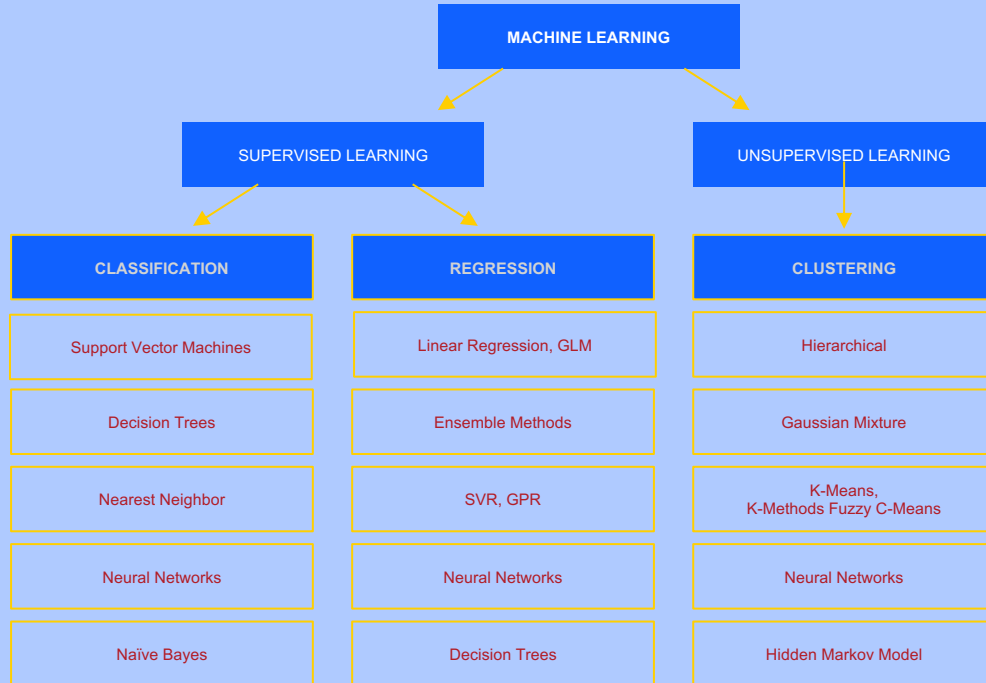 MACHINE LEARNING
SUPERVISED LEARNING
UNSUPERVISED LEARNING
CLASSIFICATION
REGRESSION
CLUSTERING
Support Vector Machines
Linear Regression, GLM
Hierarchical
Decision Trees
Ensemble Methods
Gaussian Mixture
Nearest Neighbor
SVR, GPR
K-Means,
K-Methods Fuzzy C-Means
Neural Networks
Neural Networks
Neural Networks
Naïve Bayes
Decision Trees
Hidden Markov Model